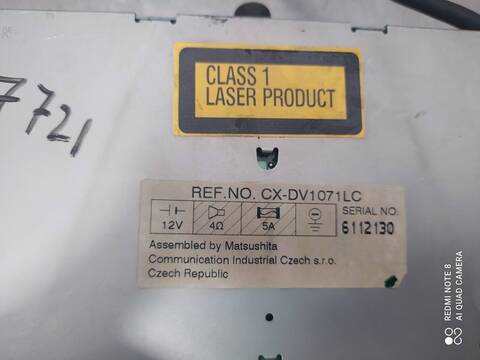 7721
CLASS 1
LASER PRODUCT
REF.NO. CX-DV1071LC
12V 4Ω 5A
SERIAL NO.
6112130
Assembled by Matsushita
Communication Industrial Czech s.r.o.
Czech Republic
REDMI NOTE 8
AI QUAD CAMERA